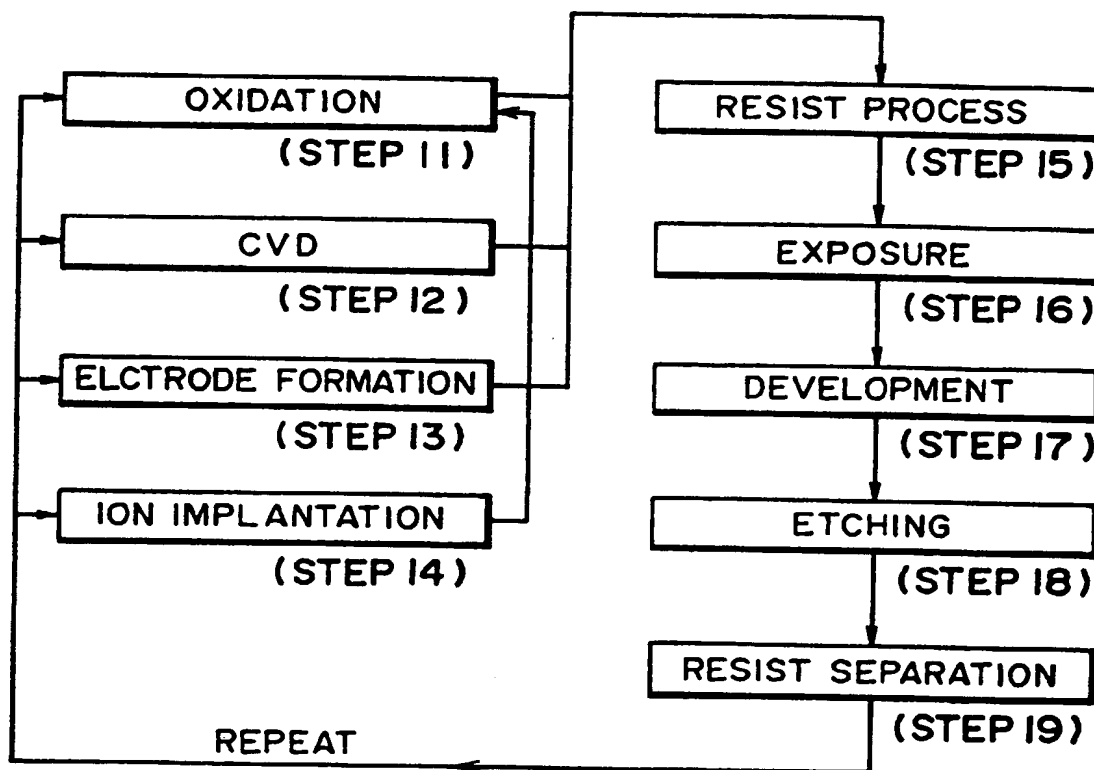 OXIDATION
(STEP 11)
CVD
(STEP 12)
ELCTRODE FORMATION
(STEP 13)
ION IMPLANTATION
(STEP 14)
RESIST PROCESS
(STEP 15)
EXPOSURE
(STEP 16)
DEVELOPMENT
(STEP 17)
ETCHING
(STEP 18)
RESIST SEPARATION
(STEP 19)
REPEAT